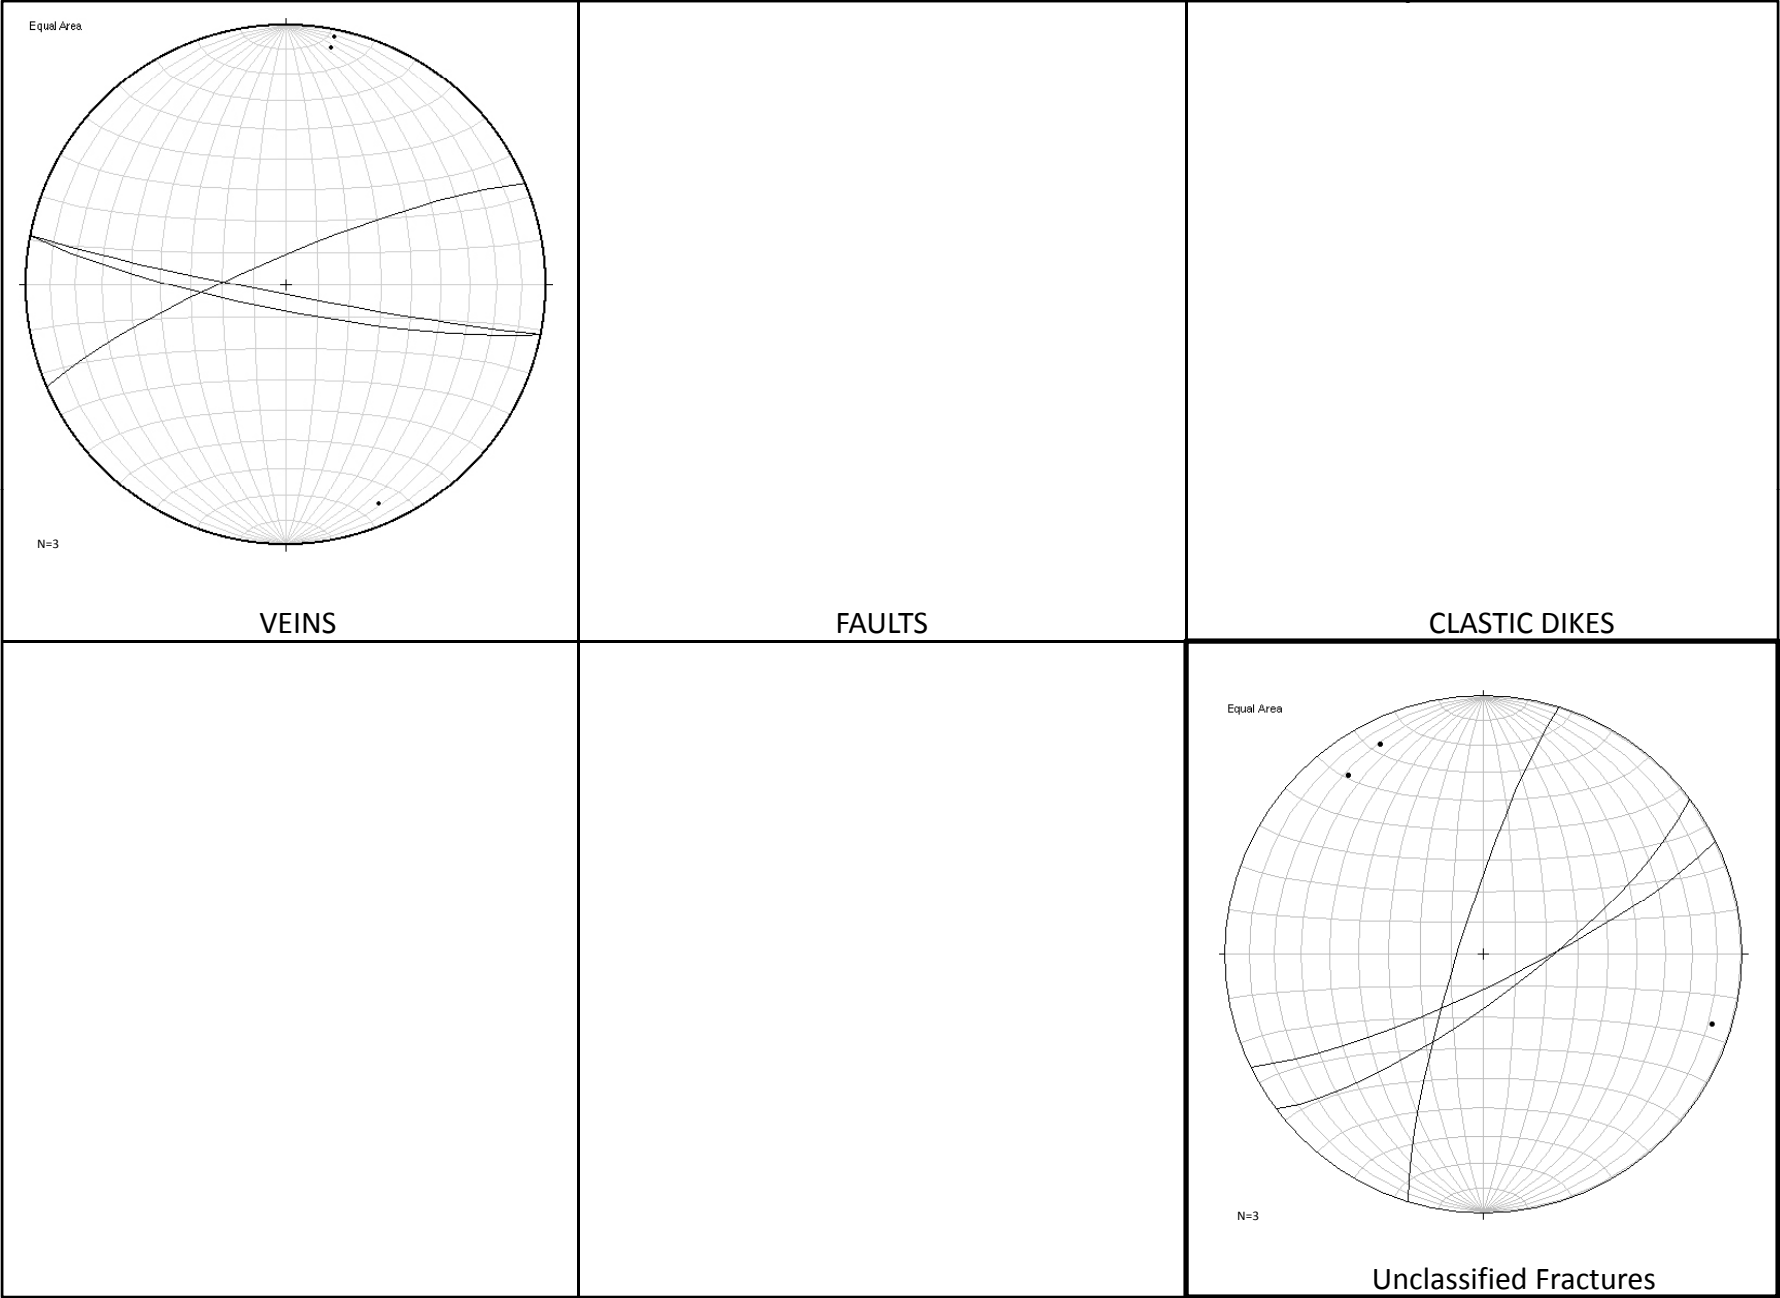 Equal Area
N=3
VEINS
FAULTS
CLASTIC DIKES
Equal Area
N=3
Unclassified Fractures